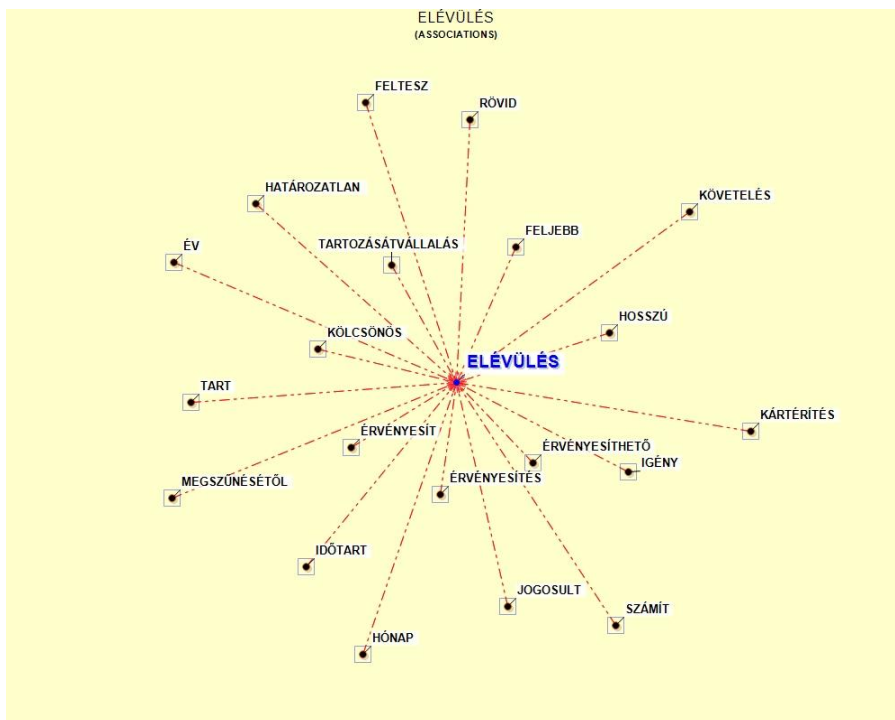 ELÉVÜLÉS
(ASSOCIATIONS)
FELTESZ
RÖVID
HATÁROZATLAN
KÖVETELÉS
TARTOZÁSÁTVÁLLALÁS
FELJEBB
ÉV
HOSSZÚ
KÖLCSÖNÖS
ELÉVÜLÉS
TART
KÁRTÉRÍTÉS
ÉRVÉNYESÍT
ÉRVÉNYESÍTHETŐ
IGÉNY
MEGSZŰNÉSÉTŐL
ÉRVÉNYESÍTÉS
IDŐTART
JOGOSULT
SZÁMÍT
HÓNAP